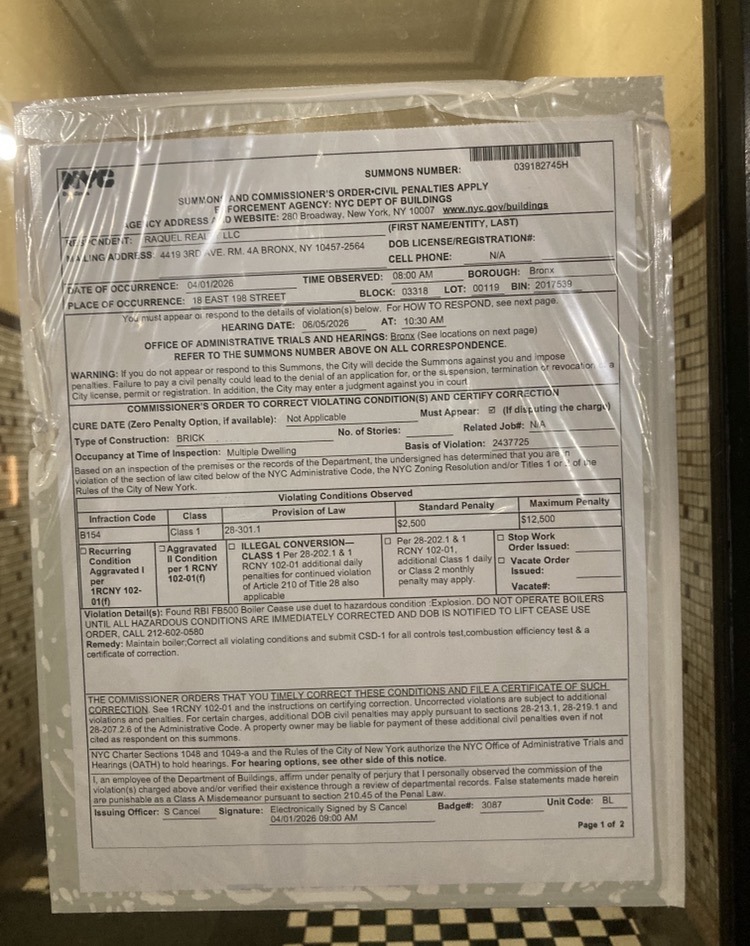 NYC
SUMMONS NUMBER:
039182745H
SUMMONS AND COMMISSIONER'S ORDER•CIVIL PENALTIES APPLY
ENFORCEMENT AGENCY: NYC DEPT OF BUILDINGS
AGENCY ADDRESS AND WEBSITE: 280 Broadway, New York, NY 10007 www.nyc.gov/buildings
RESPONDENT: RAQUEL LLC (FIRST NAME/ENTITY, LAST)
MAILING ADDRESS: 4419 3RD AVE. RM. 4A BRONX, NY 10457-2564 DOB LICENSE/REGISTRATION#:
CELL PHONE: N/A
DATE OF OCCURRENCE: 04/01/2026 TIME OBSERVED: 08:00 AM BOROUGH: Bronx
PLACE OF OCCURRENCE: 18 EAST 198 STREET BLOCK: 03318 LOT: 00119 BIN: 2017539
You must appear or respond to the details of violation(s) below. For HOW TO RESPOND, see next page.
HEARING DATE: 06/05/2026 AT: 10:30 AM
OFFICE OF ADMINISTRATIVE TRIALS AND HEARINGS: Bronx (See locations on next page)
REFER TO THE SUMMONS NUMBER ABOVE ON ALL CORRESPONDENCE.
WARNING: If you do not appear or respond to this Summons, the City will decide the Summons against you and impose
penalties. Failure to pay a civil penalty could lead to the denial of an application for, or the suspension, termination or revocation a
City license, permit or registration. In addition, the City may enter a judgment against you in court
COMMISSIONER'S ORDER TO CORRECT VIOLATING CONDITION(S) AND CERTIFY CORRECTION
CURE DATE (Zero Penalty Option, if available): Not Applicable Must Appear: ☑ (If disputing the charge)
Type of Construction: BRICK No. of Stories: Related Job#: N/A
Occupancy at Time of Inspection: Multiple Dwelling Basis of Violation: 2437725
Based on an inspection of the premises or the records of the Department, the undersigned has determined that you are in
violation of the section of law cited below of the NYC Administrative Code, the NYC Zoning Resolution and/or Titles 1 or of the
Rules of the City of New York.
Violating Conditions Observed
Infraction Code Class Provision of Law Standard Penalty Maximum Penalty
B154 Class 1 28-301.1 $2,500 $12,500
☐ Recurring
Condition
Aggravated I
per
1RCNY 102-
01(f)
☐ Aggravated
II Condition
per 1 RCNY
102-01(f)
☐ ILLEGAL CONVERSION—
CLASS 1 Per 28-202.1 & 1
RCNY 102-01 additional daily
penalties for continued violation
of Article 210 of Title 28 also
applicable
☐ Per 28-202.1 & 1
RCNY 102-01,
additional Class 1 daily
or Class 2 monthly
penalty may apply.
☐ Stop Work
Order Issued:
☐ Vacate Order
Issued:
Vacate#:
Violation Detail(s): Found RBI FB500 Boiler Cease use duet to hazardous condition :Explosion. DO NOT OPERATE BOILERS
UNTIL ALL HAZARDOUS CONDITIONS ARE IMMEDIATELY CORRECTED AND DOB IS NOTIFIED TO LIFT CEASE USE
ORDER, CALL 212-602-0580
Remedy: Maintain boiler;Correct all violating conditions and submit CSD-1 for all controls test,combustion efficiency test & a
certificate of correction.
THE COMMISSIONER ORDERS THAT YOU TIMELY CORRECT THESE CONDITIONS AND FILE A CERTIFICATE OF SUCH
CORRECTION. See 1RCNY 102-01 and the instructions on certifying correction. Uncorrected violations are subject to additional
violations and penalties. For certain charges, additional DOB civil penalties may apply pursuant to sections 28-213.1, 28-219.1 and
28-207.2.6 of the Administrative Code. A property owner may be liable for payment of these additional civil penalties even if not
cited as respondent on this summons.
NYC Charter Sections 1048 and 1049-a and the Rules of the City of New York authorize the NYC Office of Administrative Trials and
Hearings (OATH) to hold hearings. For hearing options, see other side of this notice.
I, an employee of the Department of Buildings, affirm under penalty of perjury that I personally observed the commission of the
violation(s) charged above and/or verified their existence through a review of departmental records. False statements made herein
are punishable as a Class A Misdemeanor pursuant to section 210.45 of the Penal Law.
Issuing Officer: S Cancel Signature: Electronically Signed by S Cancel Badge#: 3087 Unit Code: BL
04/01/2026 09:00 AM
Page 1 of 2